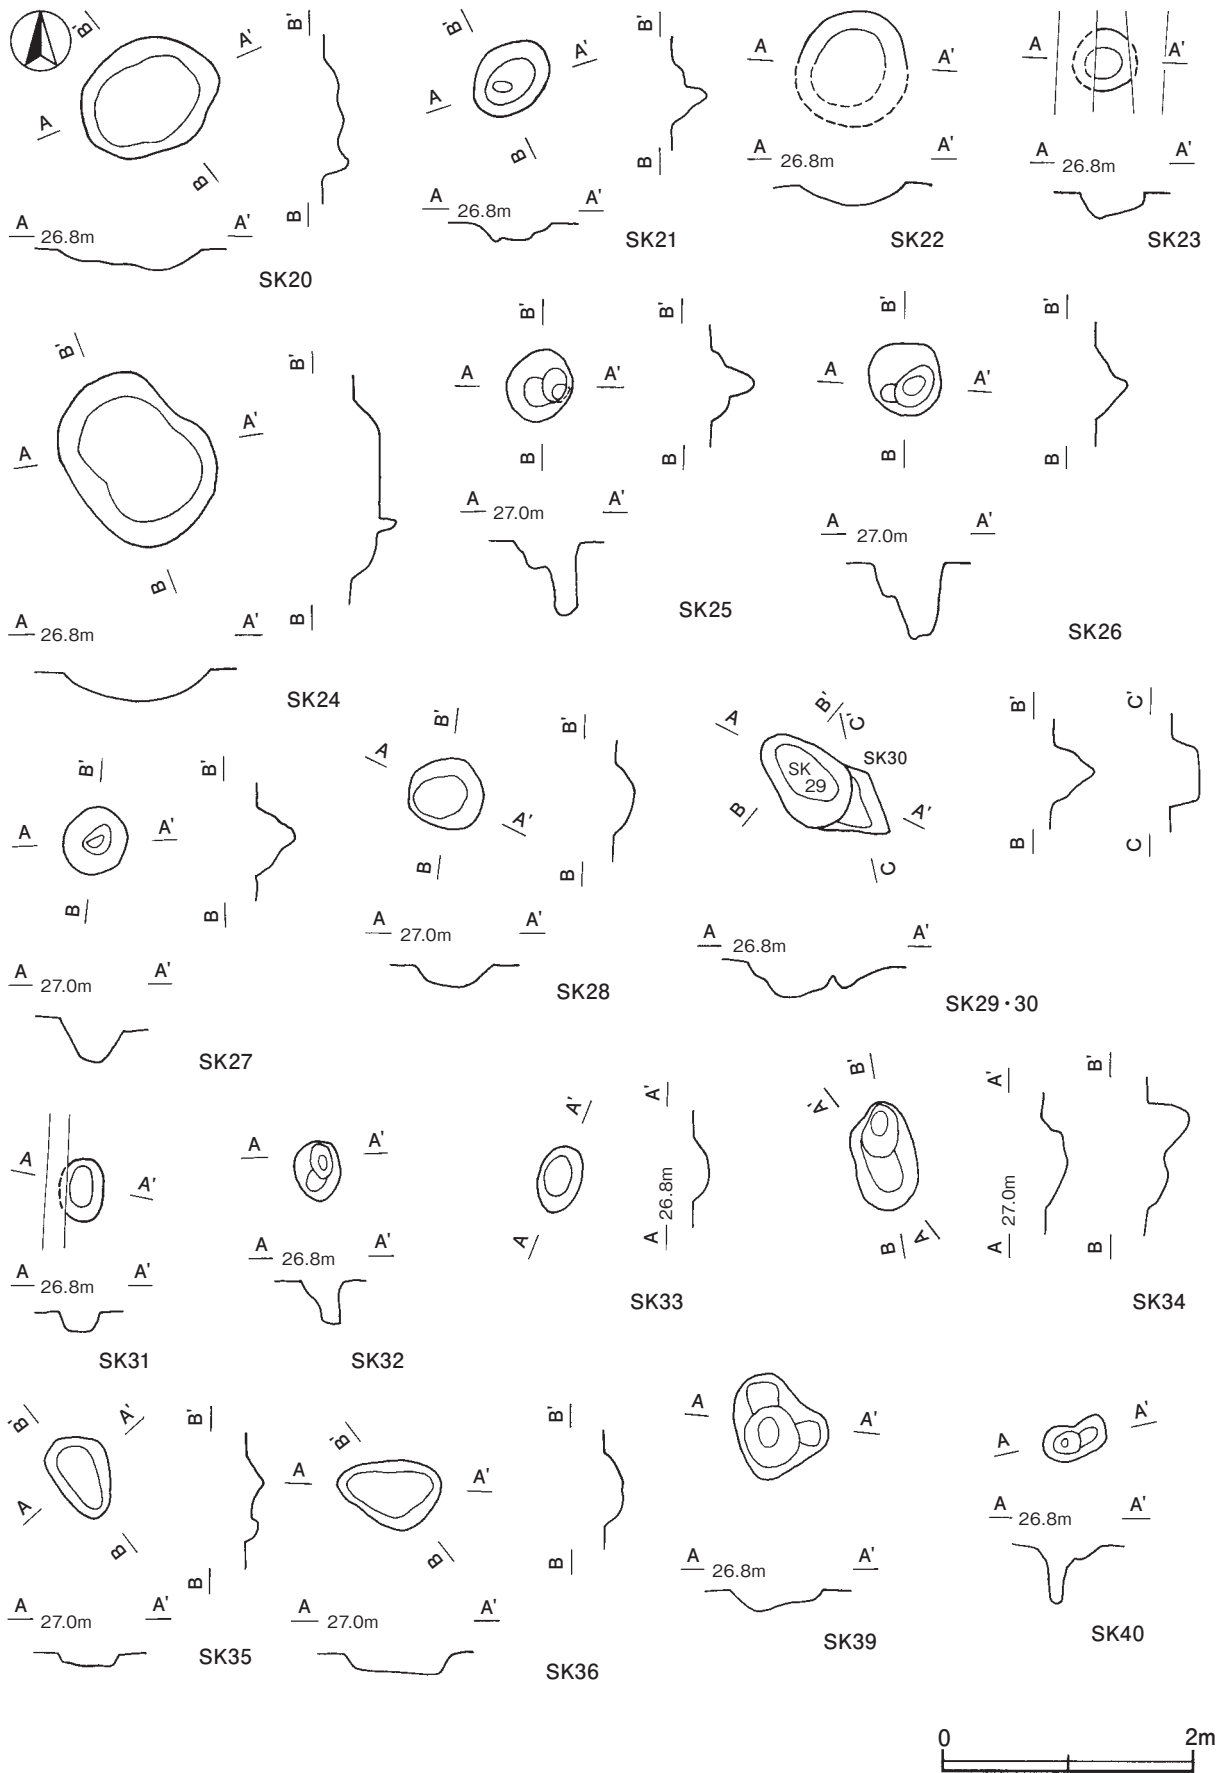 B' A' A B B' B
A 26.8m A'
SK20
B' A' A B B' B
A 26.8m A'
SK21
A A'
A 26.8m A'
SK22
A A'
A 26.8m A'
SK23
B' A' A B B' B
A 26.8m A'
SK24
B' A A' B B' B
A 27.0m A'
SK25
B' A A' B B' B
A 27.0m A'
SK26
B' A A' B B' B
A 27.0m A'
SK27
B' A A' B B' B
A 27.0m A'
SK28
A B' C' SK30
SK
29
B A' C
B' B C' C
A 26.8m A'
SK29・30
A A'
A 26.8m A'
SK31
A A'
A 26.8m A'
SK32
A' A
A' 26.8m A
SK33
B' A' B A
A' 27.0m A
B' B
SK34
B' A' A B B' B
A 27.0m A'
SK35
B' A A' B B' B
A 27.0m A'
SK36
A A'
A 26.8m A'
SK39
A A'
A 26.8m A'
SK40
0 2m